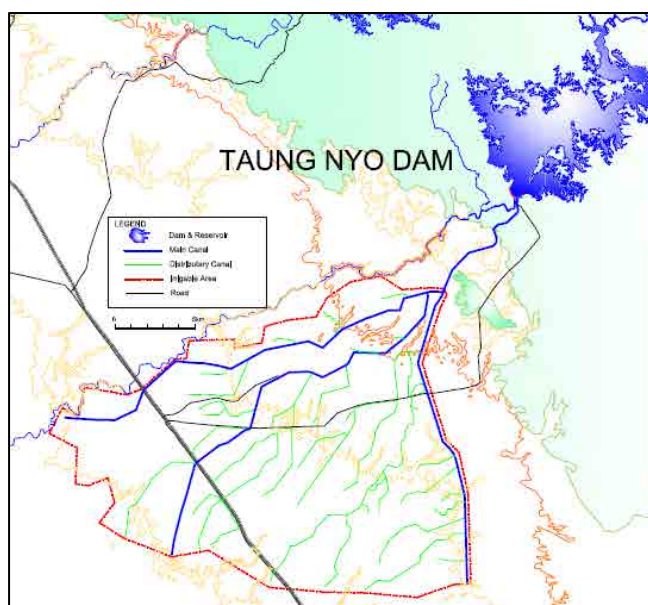 TAUNG NYO DAM
LEGEND
Dam & Reservoir
Main Canal
Distributary Canal
Irrigable Area
Road
0 5km